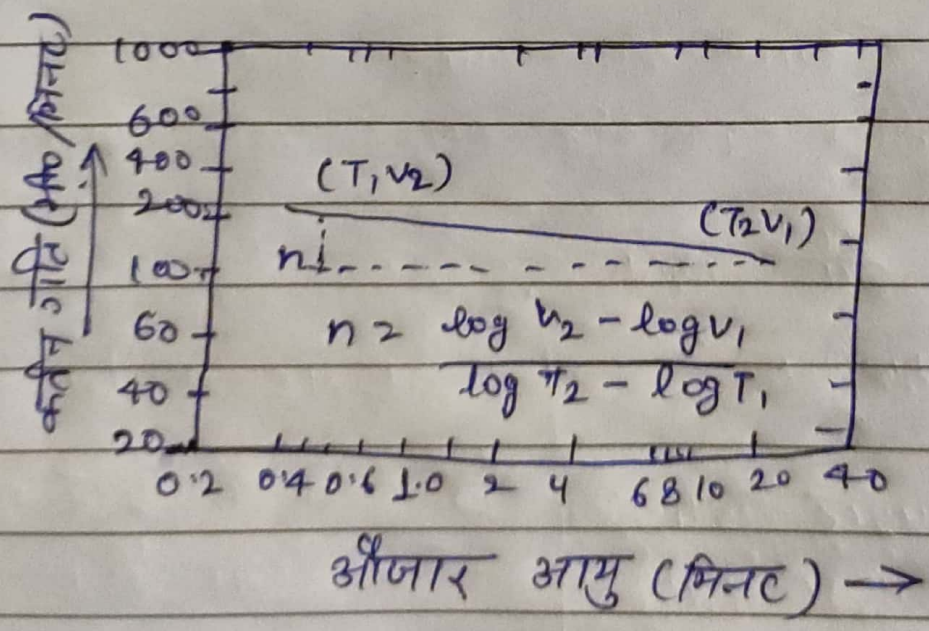 कर्तन गति (मी०/मिनट)
1000
600
400
(T1 V2)
200
(T2 V1)
n
100
60
n = log V2 - log V1
40
log T2 - log T1
20
0.2 0.4 0.6 1.0 2 4 6 8 10 20 40
औजार आयु (मिनट) →